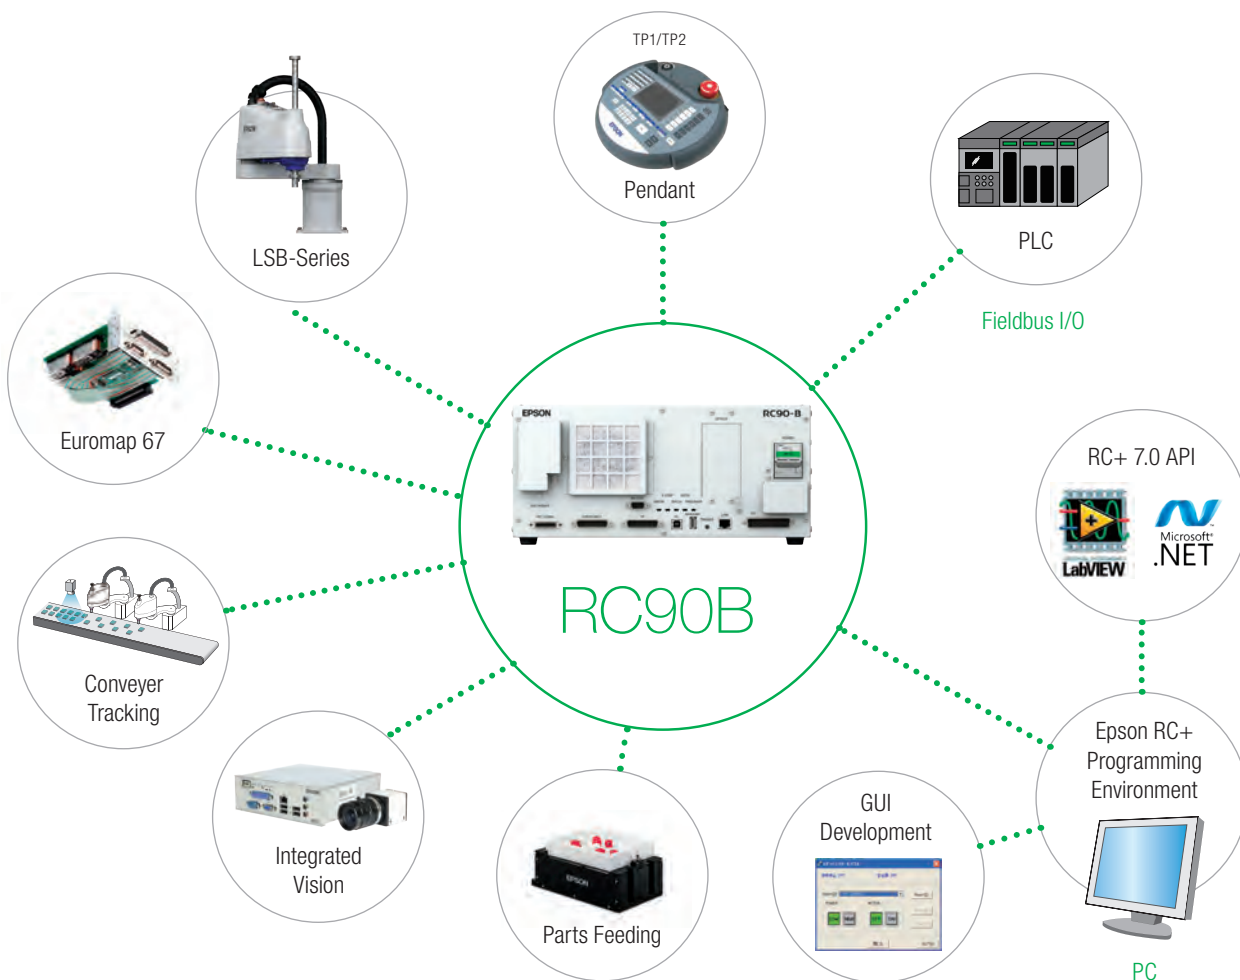 TP1/TP2
Pendant
LSB-Series
PLC
Fieldbus I/O
Euromap 67
EPSON
RC90-B
RC90B
RC+ 7.0 API
LabVIEW
Microsoft®
.NET
Conveyer
Tracking
Integrated
Vision
EPSON
Parts Feeding
GUI
Development
Epson RC+
Programming
Environment
PC